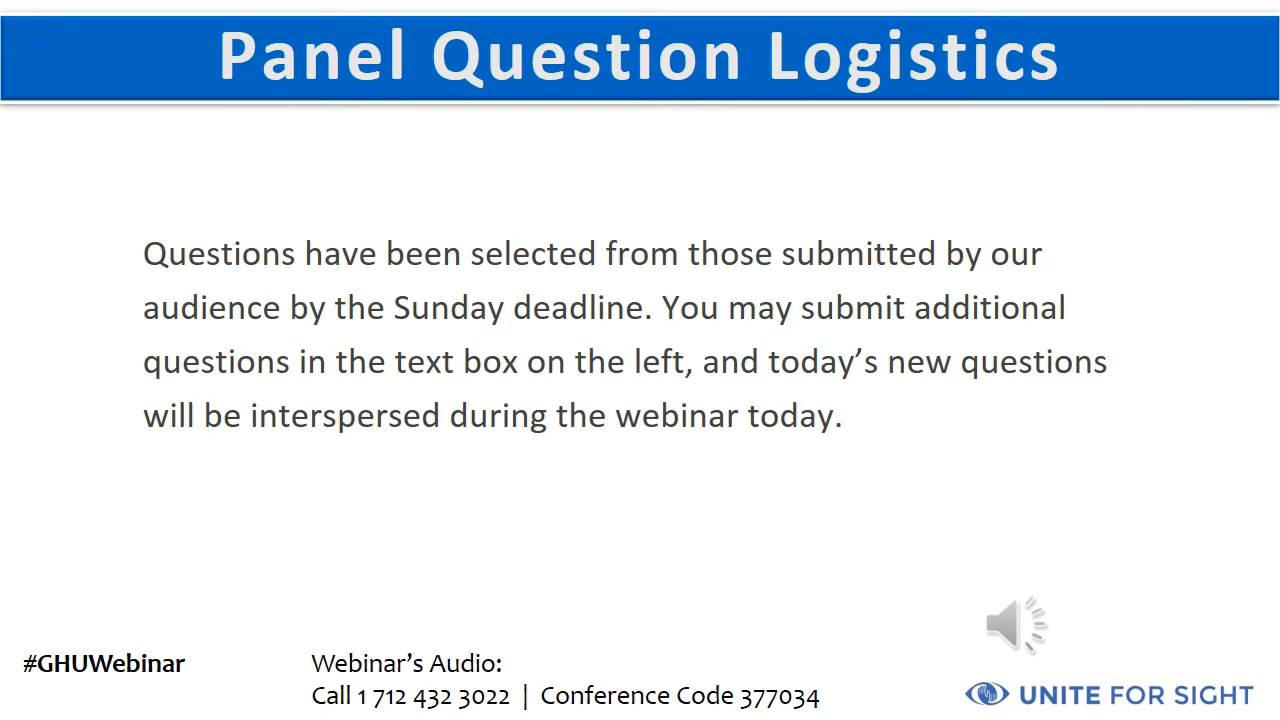 Panel Question Logistics
Questions have been selected from those submitted by our
audience by the Sunday deadline. You may submit additional
questions in the text box on the left, and today’s new questions
will be interspersed during the webinar today.
#GHUWebinar
Webinar’s Audio:
Call 1 712 432 3022 | Conference Code 377034
UNITE FOR SIGHT